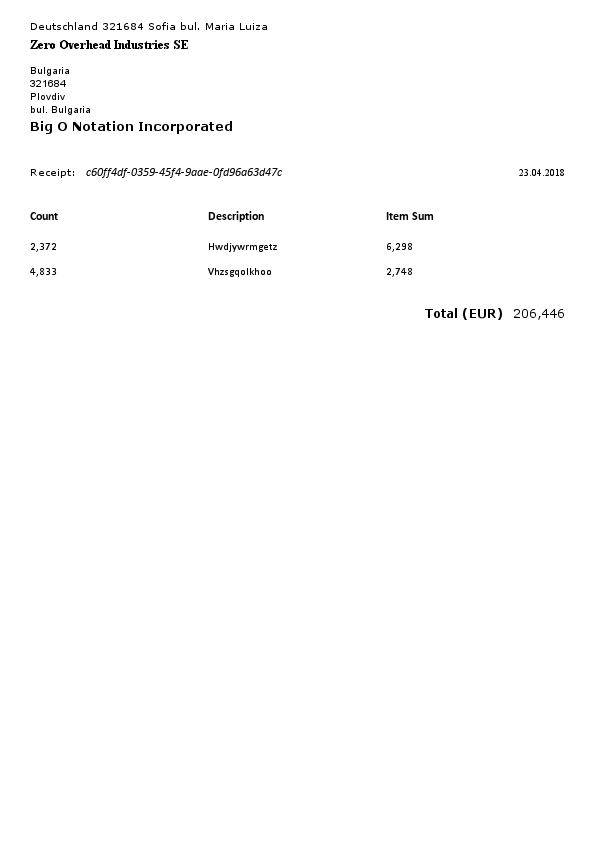 Deutschland 321684 Sofia bul. Maria Luiza
Zero Overhead Industries SE
Bulgaria
321684
Plovdiv
bul. Bulgaria
Big O Notation Incorporated
Receipt: c60ff4df-0359-45f4-9aae-0fd96a63d47c 23.04.2018
Count Description Item Sum
2,372 Hwdjywrmgetz 6,298
4,833 Vhzsgqolkhoo 2,748
Total (EUR) 206,446